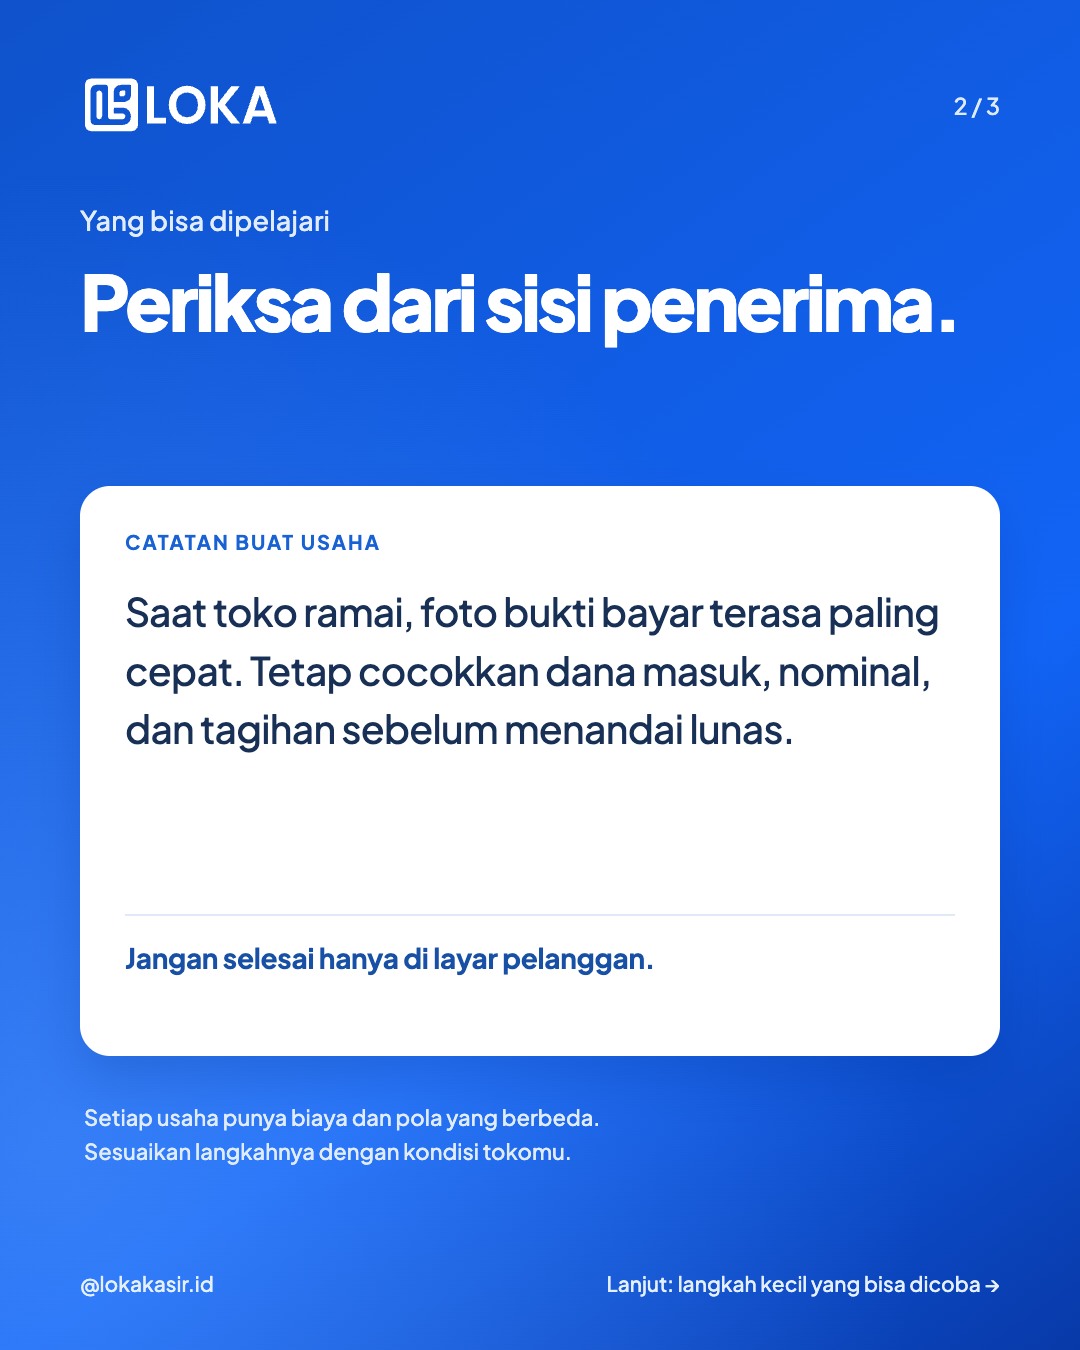 LOKA
2/3
Yang bisa dipelajari
Periksa dari sisi penerima.
CATATAN BUAT USAHA
Saat toko ramai, foto bukti bayar terasa paling
cepat. Tetap cocokkan dana masuk, nominal,
dan tagihan sebelum menandai lunas.
Jangan selesai hanya di layar pelanggan.
Setiap usaha punya biaya dan pola yang berbeda.
Sesuaikan langkahnya dengan kondisi tokomu.
@lokakasir.id
Lanjut: langkah kecil yang bisa dicoba →